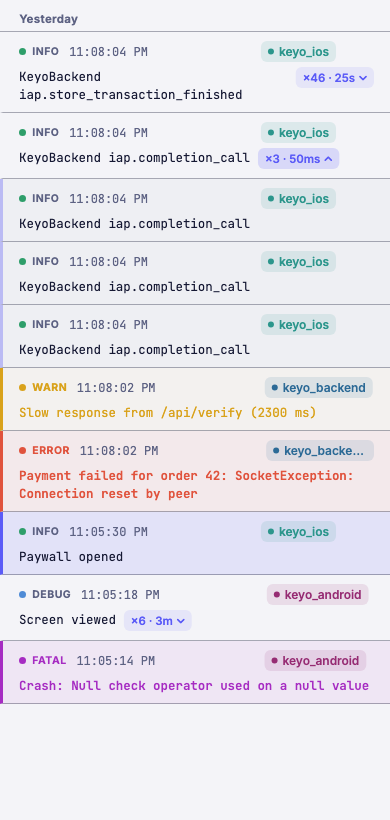 Yesterday
INFO 11:08:04 PM keyo_ios
KeyoBackend ×46 · 25s
iap.store_transaction_finished
INFO 11:08:04 PM keyo_ios
KeyoBackend iap.completion_call ×3 · 50ms
INFO 11:08:04 PM keyo_ios
KeyoBackend iap.completion_call
INFO 11:08:04 PM keyo_ios
KeyoBackend iap.completion_call
INFO 11:08:04 PM keyo_ios
KeyoBackend iap.completion_call
WARN 11:08:02 PM keyo_backend
Slow response from /api/verify (2300 ms)
ERROR 11:08:02 PM keyo_backe...
Payment failed for order 42: SocketException:
Connection reset by peer
INFO 11:05:30 PM keyo_ios
Paywall opened
DEBUG 11:05:18 PM keyo_android
Screen viewed ×6 · 3m
FATAL 11:05:14 PM keyo_android
Crash: Null check operator used on a null value